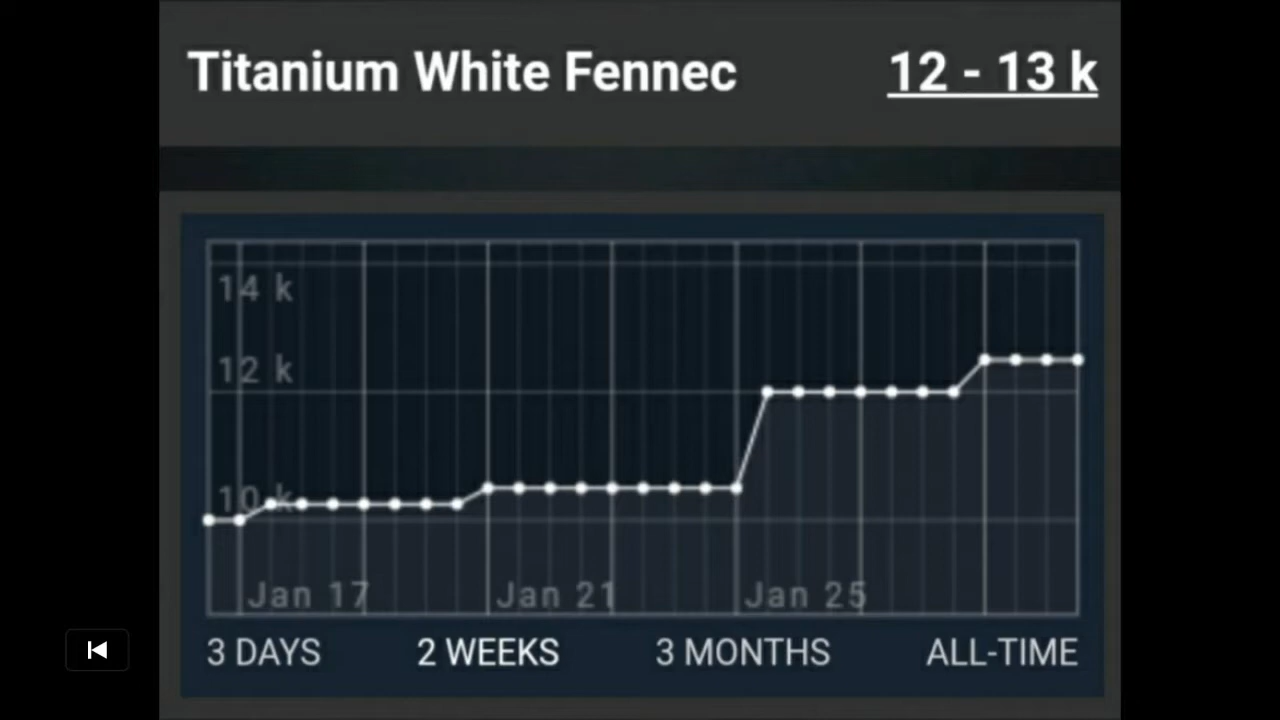 Titanium White Fennec 12 - 13 k
14 k
12 k
10 k
Jan 17 Jan 21 Jan 25
3 DAYS 2 WEEKS 3 MONTHS ALL-TIME